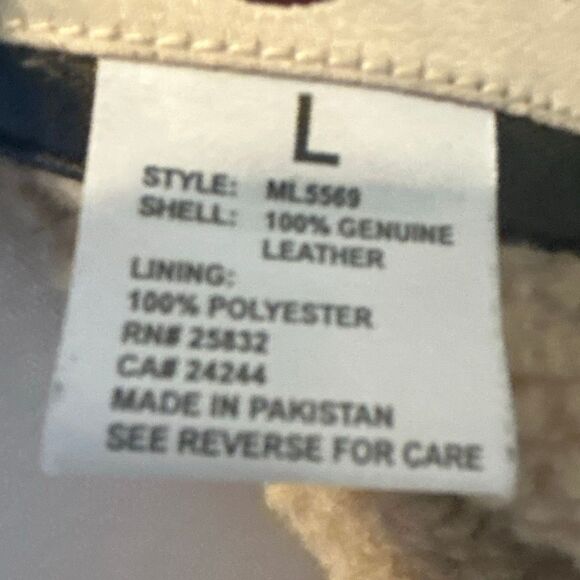 L
STYLE: ML5569
SHELL: 100% GENUINE
LEATHER
LINING:
100% POLYESTER
RN# 25832
CA# 24244
MADE IN PAKISTAN
SEE REVERSE FOR CARE